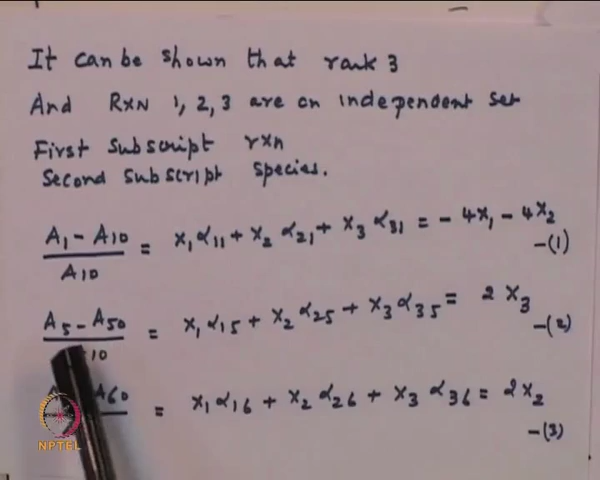 It can be shown that rank 3
And RXN 1, 2, 3 are an independent set
First subscript rxn
Second subscript species.
A1 - A10 / A10 = x1 α11 + x2 α21 + x3 α31 = - 4x1 - 4x2 -(1)
A5 - A50 / 10 = x1 α15 + x2 α25 + x3 α35 = 2 x3 -(2)
A60 = x1 α16 + x2 α26 + x3 α36 = 2x2 -(3)
NPTEL